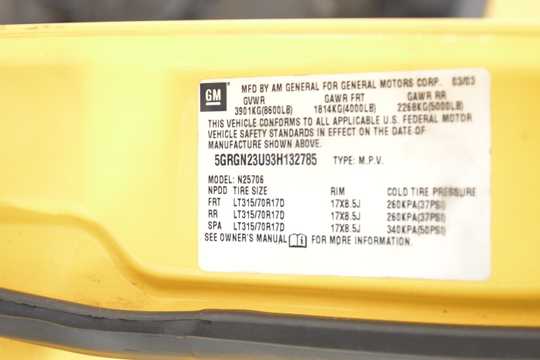 GM
MFD BY AM GENERAL FOR GENERAL MOTORS CORP. 03/03
GVWR GAWR FRT GAWR RR
3901KG(8600LB) 1814KG(4000LB) 2268KG(5000LB)
THIS VEHICLE CONFORMS TO ALL APPLICABLE U.S. FEDERAL MOTOR
VEHICLE SAFETY STANDARDS IN EFFECT ON THE DATE OF
MANUFACTURE SHOWN ABOVE.
5GRGN23U93H132785 TYPE: M.P.V.
MODEL: N25706
NPDD TIRE SIZE RIM COLD TIRE PRESSURE
FRT LT315/70R17D 17X8.5J 260KPA(37PSI)
RR LT315/70R17D 17X8.5J 260KPA(37PSI)
SPA LT315/70R17D 17X8.5J 340KPA(50PSI)
SEE OWNER'S MANUAL FOR MORE INFORMATION.